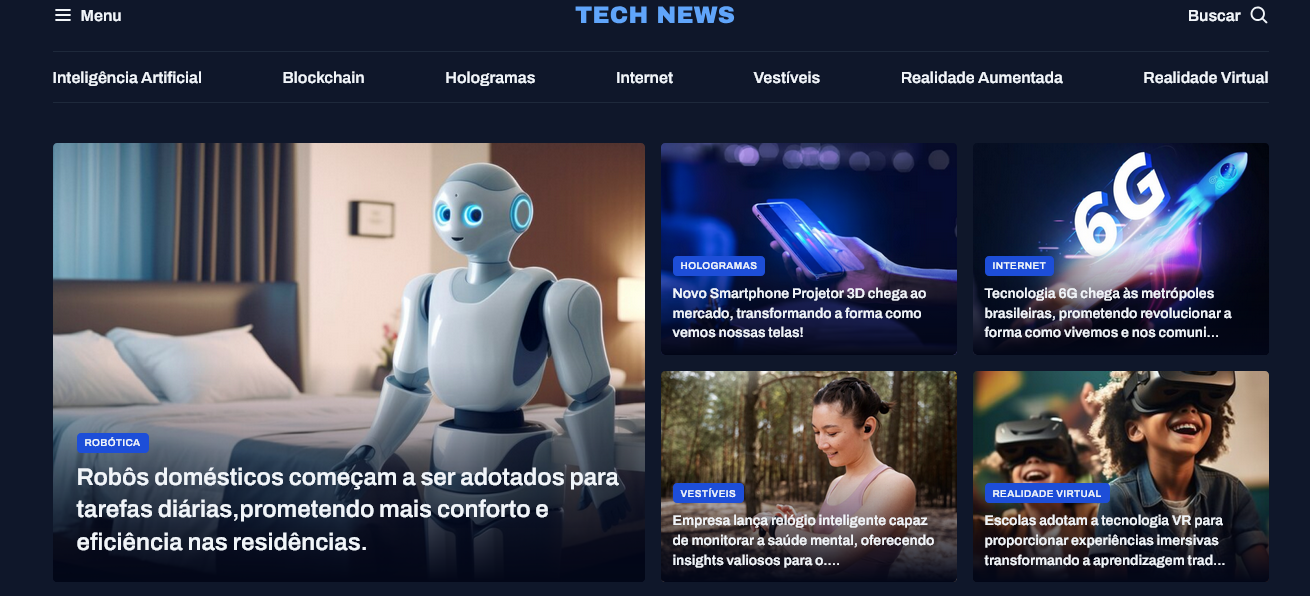 Menu
TECH NEWS
Buscar
Inteligência Artificial
Blockchain
Hologramas
Internet
Vestíveis
Realidade Aumentada
Realidade Virtual
ROBÓTICA
Robôs domésticos começam a ser adotados para
tarefas diárias,prometendo mais conforto e
eficiência nas residências.
HOLOGRAMAS
Novo Smartphone Projetor 3D chega ao
mercado, transformando a forma como
vemos nossas telas!
6G
INTERNET
Tecnologia 6G chega às metrópoles
brasileiras, prometendo revolucionar a
forma como vivemos e nos comuni...
VESTÍVEIS
Empresa lança relógio inteligente capaz
de monitorar a saúde mental, oferecendo
insights valiosos para o....
REALIDADE VIRTUAL
Escolas adotam a tecnologia VR para
proporcionar experiências imersivas
transformando a aprendizagem trad...